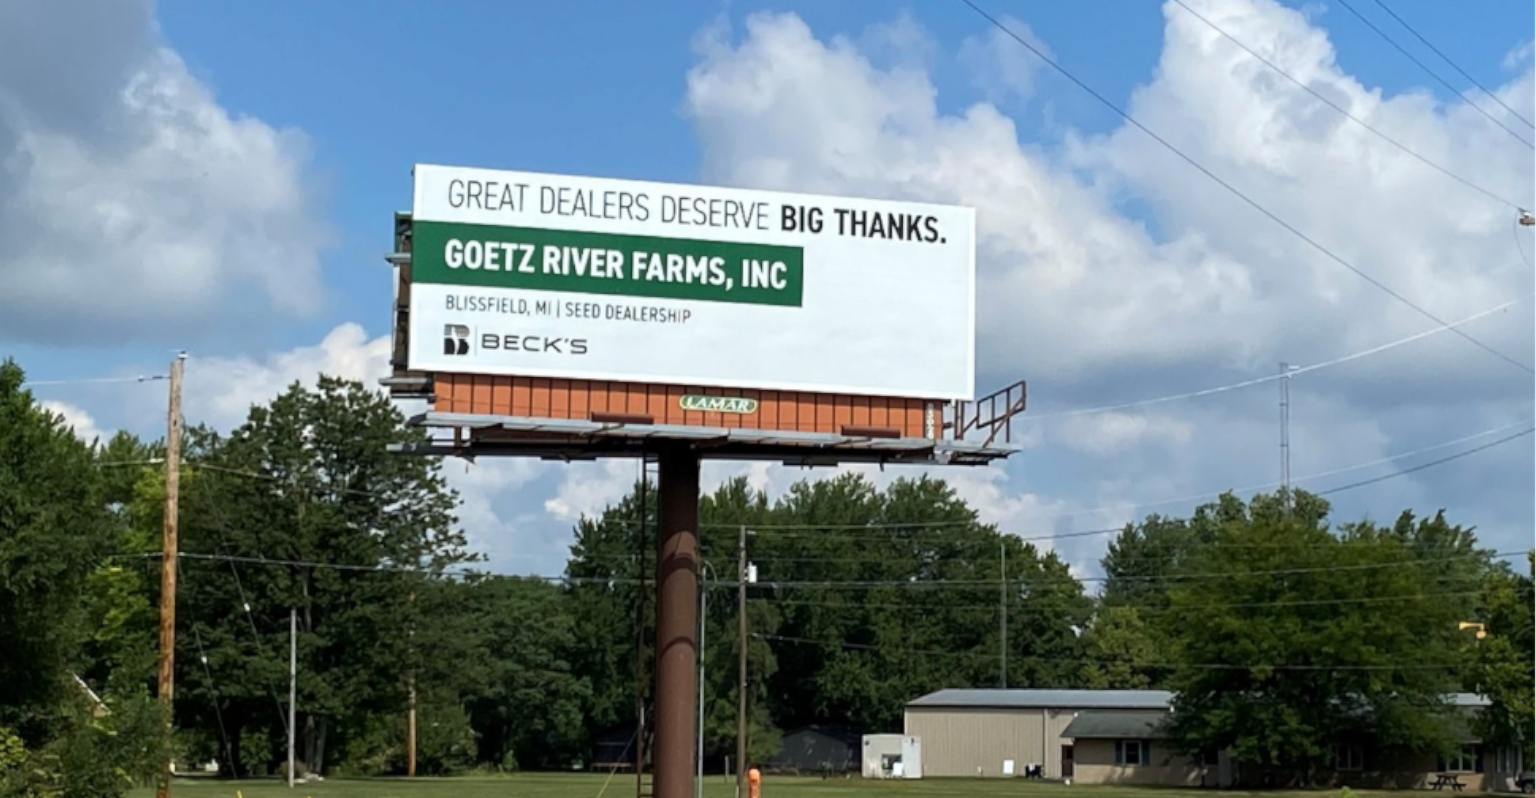 GREAT DEALERS DESERVE BIG THANKS.
GOETZ RIVER FARMS, INC
BLISSFIELD, MI | SEED DEALERSHIP
BECK'S
LAMAR